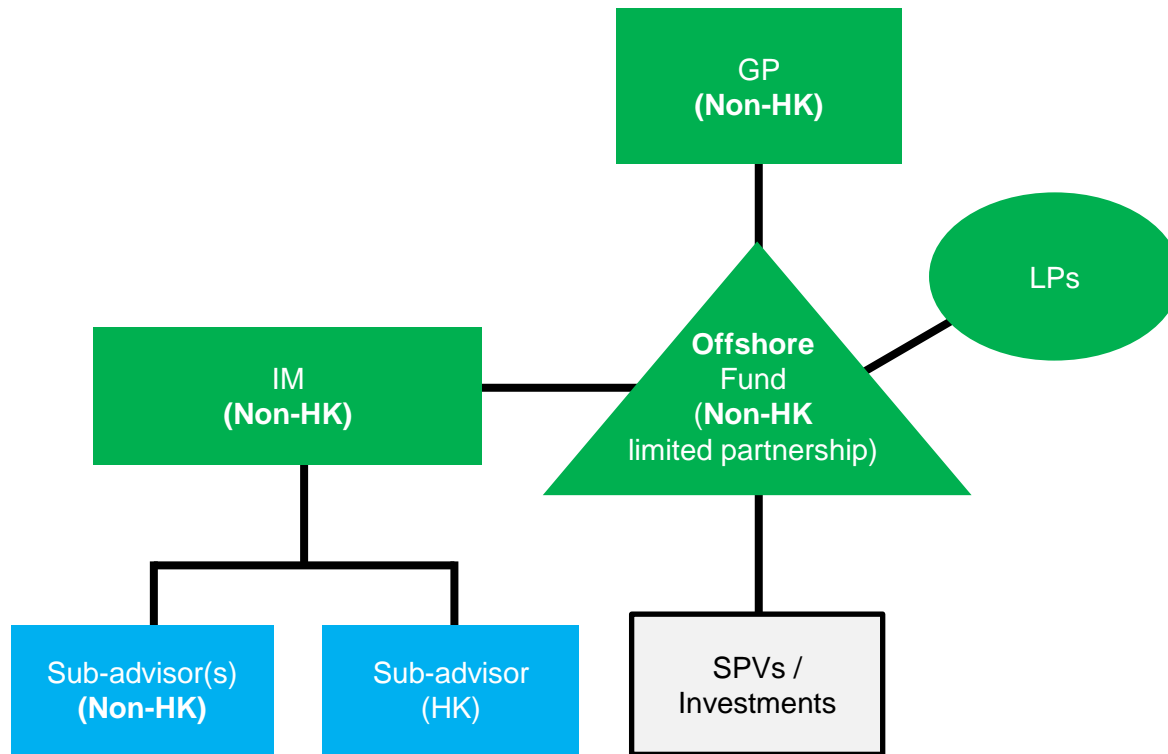 GP
(Non-HK)
LPs
Offshore
Fund
(Non-HK
limited partnership)
IM
(Non-HK)
Sub-advisor(s)
(Non-HK)
Sub-advisor
(HK)
SPVs /
Investments